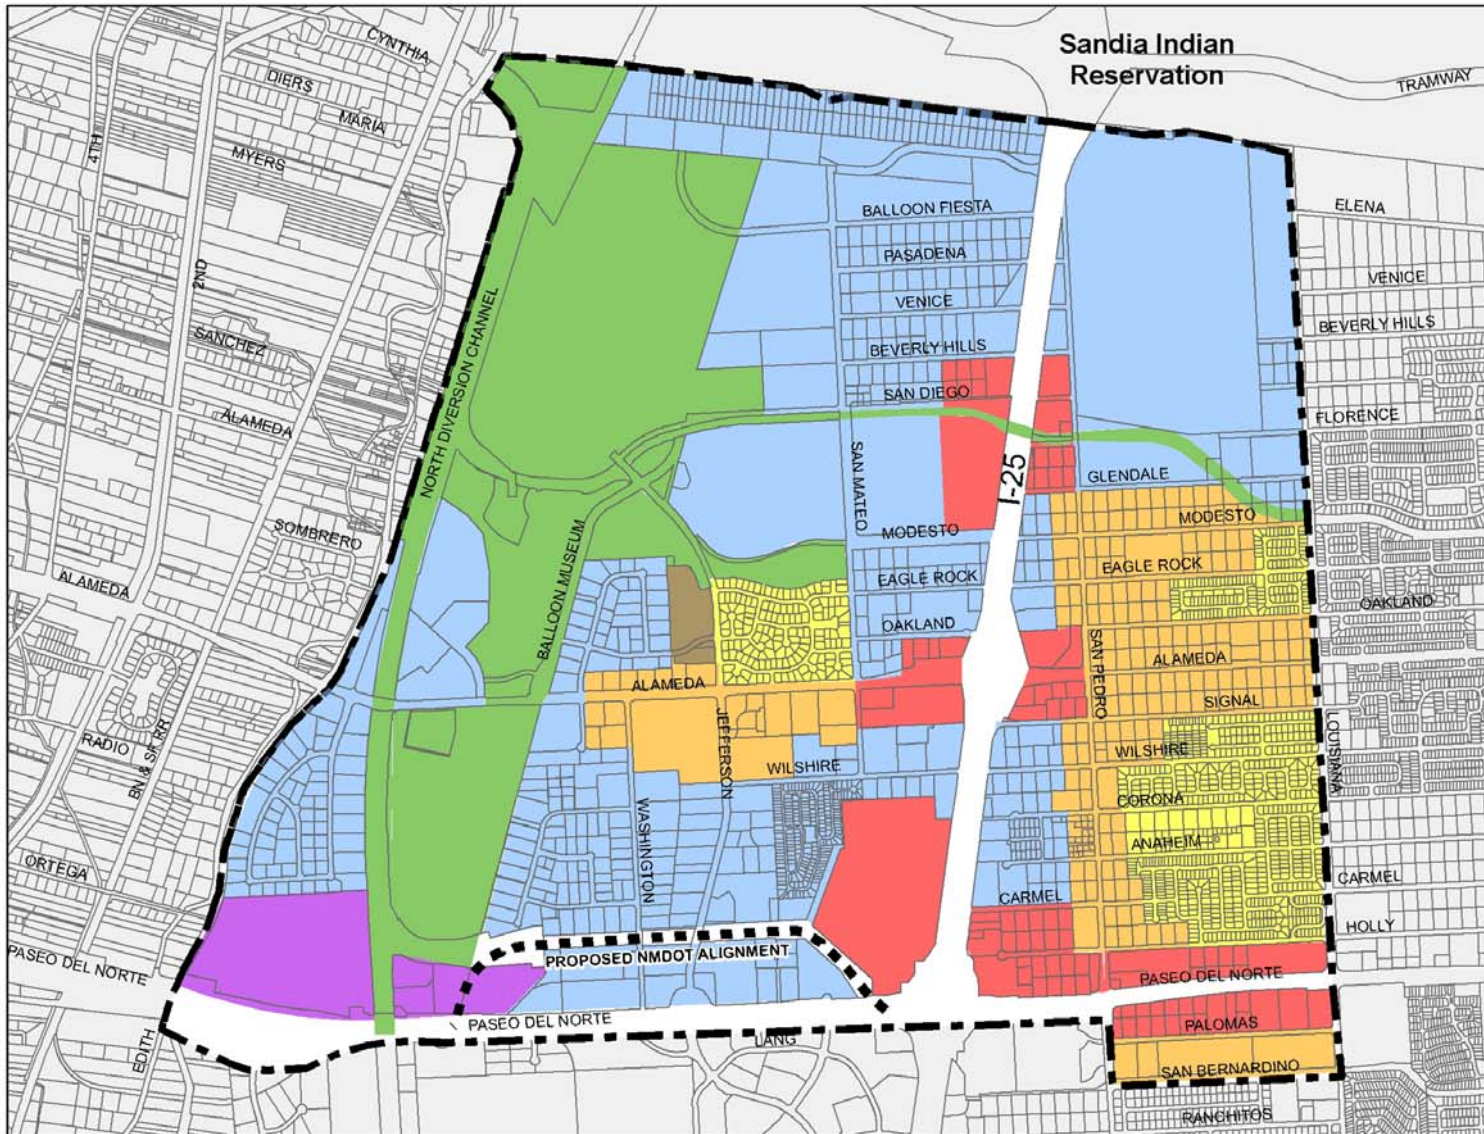 Sandia Indian
Reservation
TRAMWAY
CYNTHIA
DIERS
MARIA
MYERS
4TH
2ND
SANCHEZ
ALAMEDA
SOMBRERO
ALAMEDA
RADIO
BN & SF RR
ORTEGA
PASEO DEL NORTE
EDITH
NORTH DIVERSION CHANNEL
BALLOON MUSEUM
BALLOON FIESTA
PASADENA
VENICE
BEVERLY HILLS
SAN DIEGO
SAN MATEO
I-25
GLENDALE
MODESTO
MODESTO
EAGLE ROCK
EAGLE ROCK
OAKLAND
SAN PEDRO
ALAMEDA
ALAMEDA
SIGNAL
JEFFERSON
WILSHIRE
WILSHIRE
WASHINGTON
CORONA
ANAHEIM
CARMEL
PROPOSED NMDOT ALIGNMENT
PASEO DEL NORTE
PASEO DEL NORTE
LANG
PALOMAS
SAN BERNARDINO
RANCHITOS
ELENA
VENICE
BEVERLY HILLS
FLORENCE
OAKLAND
LOUISIANA
CARMEL
HOLLY